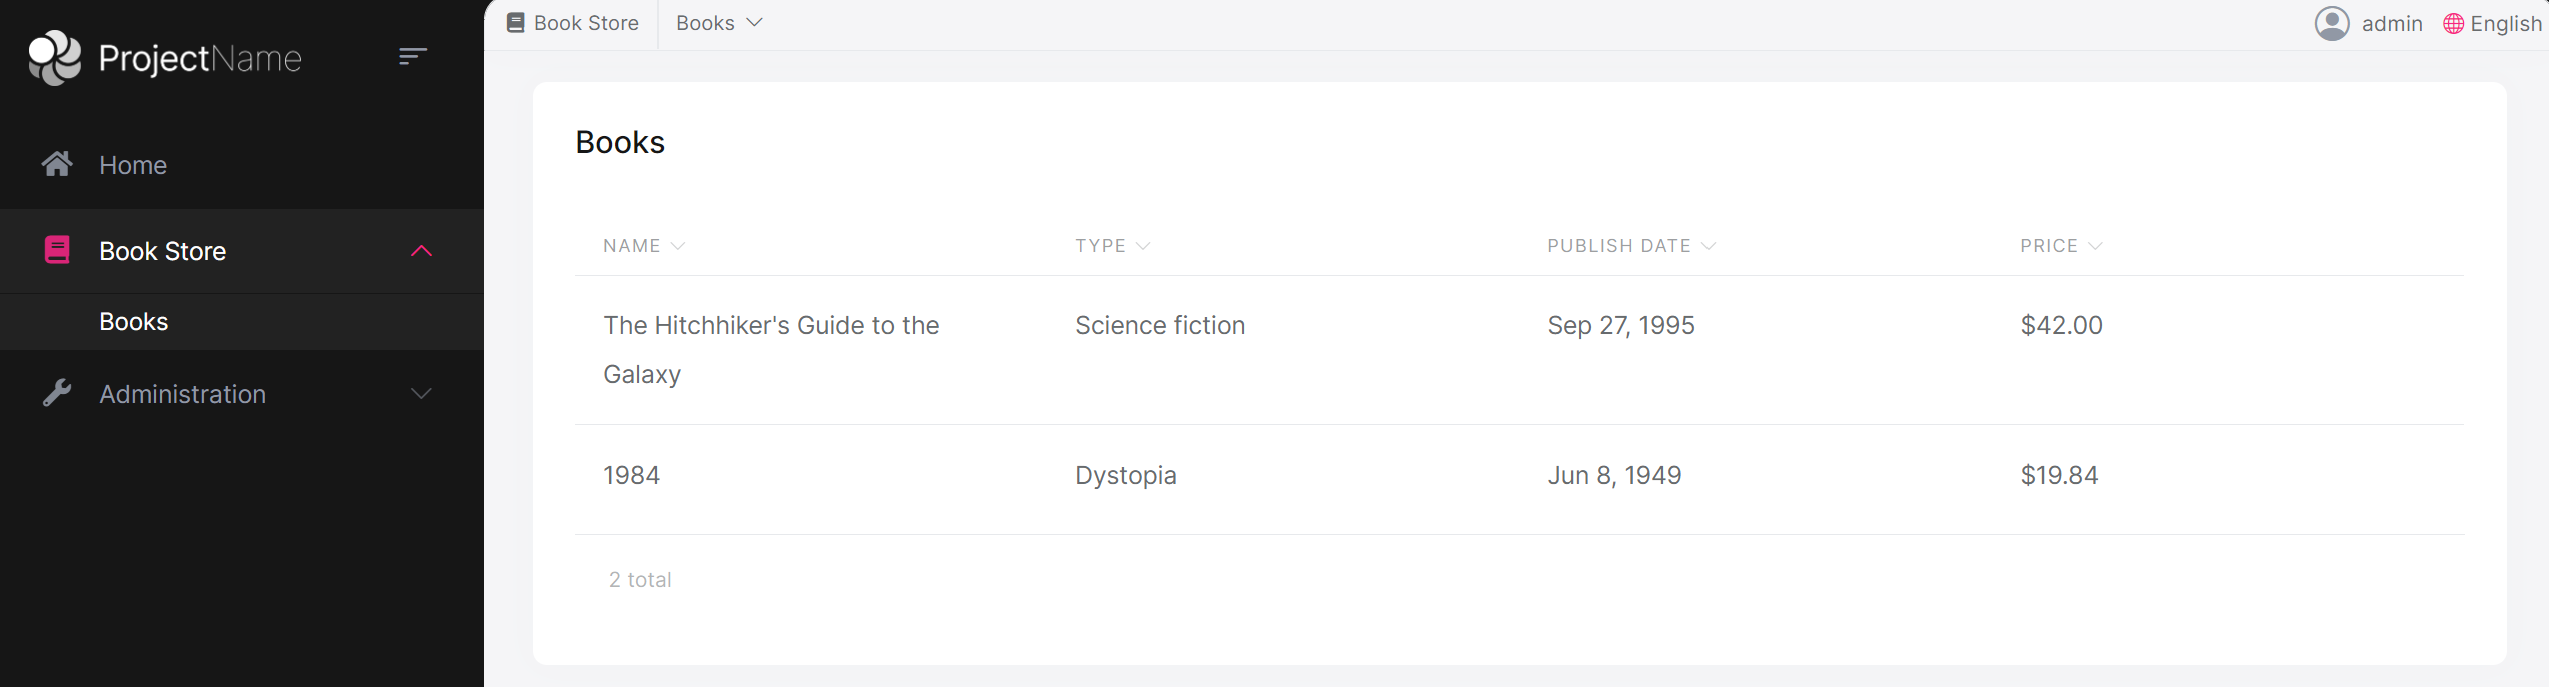 ProjectName
Home
Book Store
Books
Administration
Book Store
Books
admin
English
Books
NAME TYPE PUBLISH DATE PRICE
The Hitchhiker's Guide to the Science fiction Sep 27, 1995 $42.00
Galaxy
1984 Dystopia Jun 8, 1949 $19.84
2 total